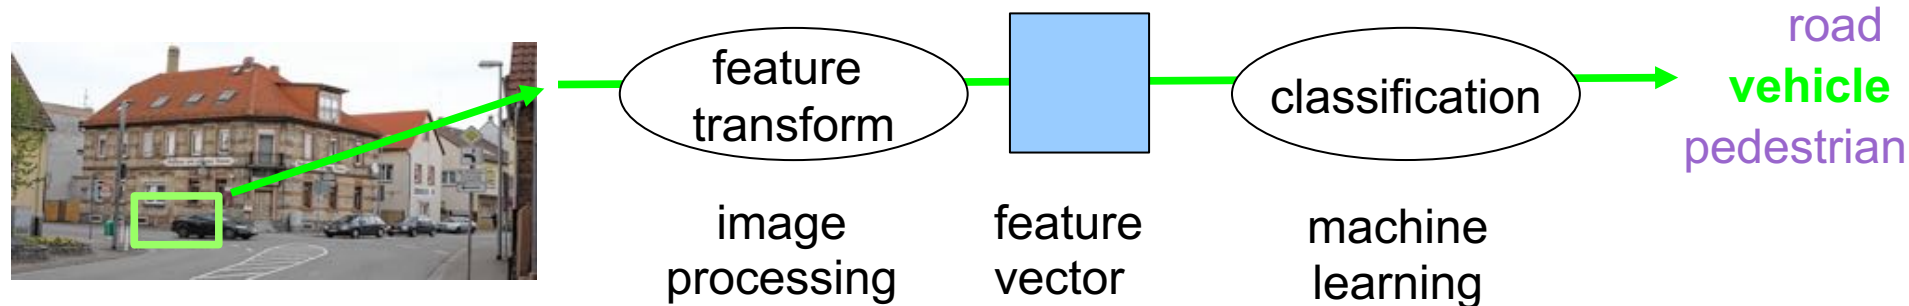 feature
transform
classification
road
vehicle
pedestrian
image
processing
feature
vector
machine
learning